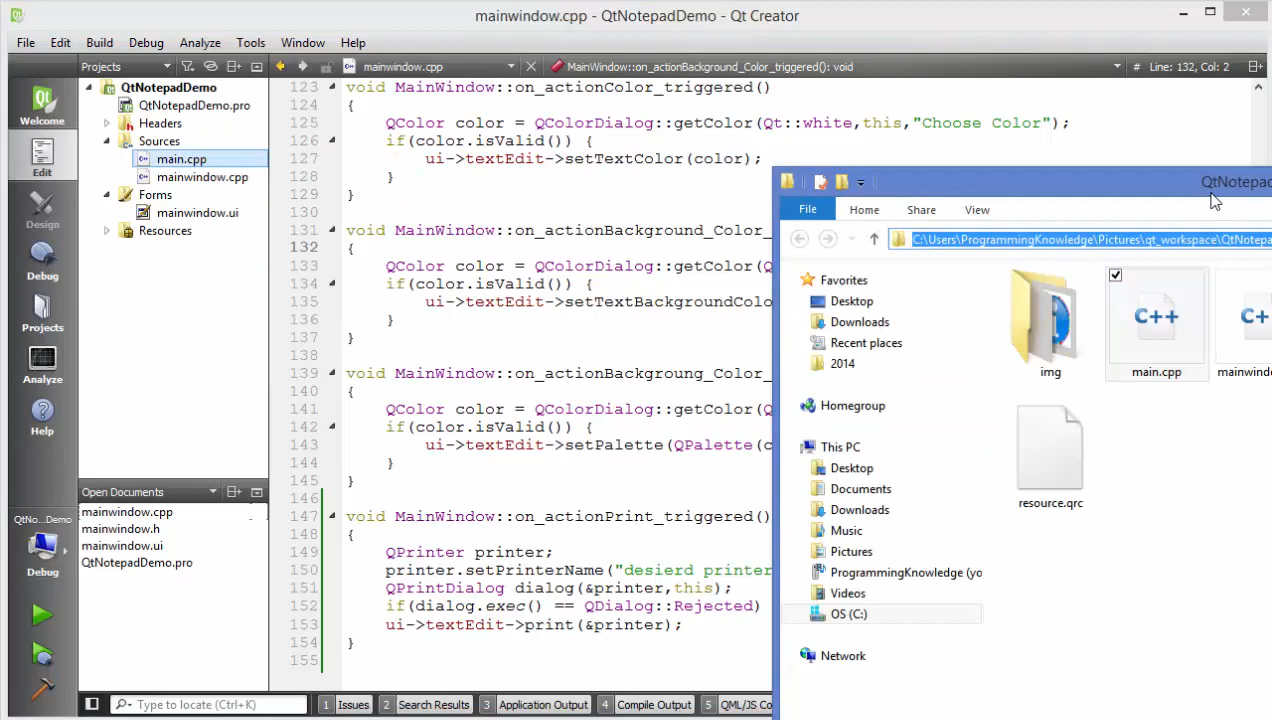 mainwindow.cpp - QtNotepadDemo - Qt Creator
File Edit Build Debug Analyze Tools Window Help
Projects
mainwindow.cpp
MainWindow::on_actionBackground_Color_triggered(): void
# Line: 132, Col: 2
Welcome
Edit
Design
Debug
Projects
Analyze
Help
QtNo...Demo
Debug
QtNotepadDemo
QtNotepadDemo.pro
Headers
Sources
main.cpp
mainwindow.cpp
Forms
mainwindow.ui
Resources
Open Documents
mainwindow.cpp
mainwindow.h
mainwindow.ui
QtNotepadDemo.pro
123 void MainWindow::on_actionColor_triggered()
124 {
125 QColor color = QColorDialog::getColor(Qt::white,this,"Choose Color");
126 if(color.isValid()) {
127 ui->textEdit->setTextColor(color);
128 }
129 }
130
131 void MainWindow::on_actionBackground_Color_
132 {
133 QColor color = QColorDialog::getColor(Q
134 if(color.isValid()) {
135 ui->textEdit->setTextBackgroundColo
136 }
137 }
138
139 void MainWindow::on_actionBackgroung_Color_
140 {
141 QColor color = QColorDialog::getColor(Q
142 if(color.isValid()) {
143 ui->textEdit->setPalette(QPalette(c
144 }
145 }
146
147 void MainWindow::on_actionPrint_triggered()
148 {
149 QPrinter printer;
150 printer.setPrinterName("desierd printer
151 QPrintDialog dialog(&printer,this);
152 if(dialog.exec() == QDialog::Rejected)
153 ui->textEdit->print(&printer);
154 }
155
QtNotepad
File Home Share View
C:\Users\ProgrammingKnowledge\Pictures\qt_workspace\QtNotepa
Favorites
Desktop
Downloads
Recent places
2014
Homegroup
This PC
Desktop
Documents
Downloads
Music
Pictures
ProgrammingKnowledge (yo
Videos
OS (C:)
Network
C++
C+
img
main.cpp
mainwind
resource.qrc
Type to locate (Ctrl+K)
1 Issues
2 Search Results
3 Application Output
4 Compile Output
5 QML/JS Co